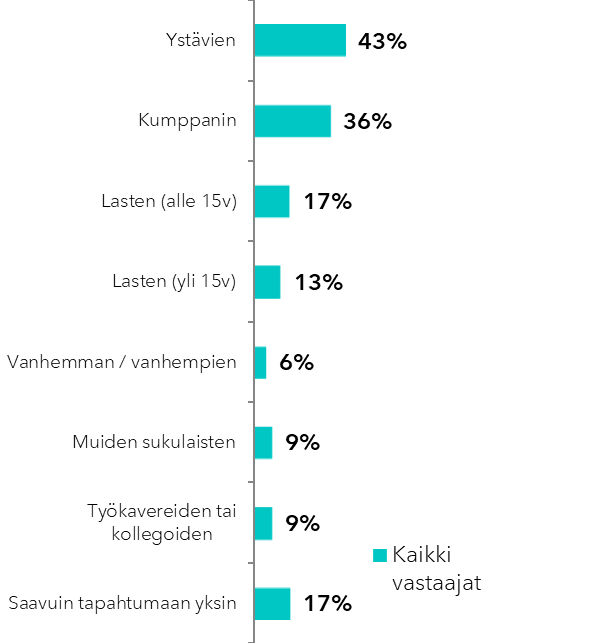 Ystävien 43%
Kumppanin 36%
Lasten (alle 15v) 17%
Lasten (yli 15v) 13%
Vanhemman / vanhempien 6%
Muiden sukulaisten 9%
Työkavereiden tai
kollegoiden 9%
Kaikki
vastaajat
Saavuin tapahtumaan yksin 17%